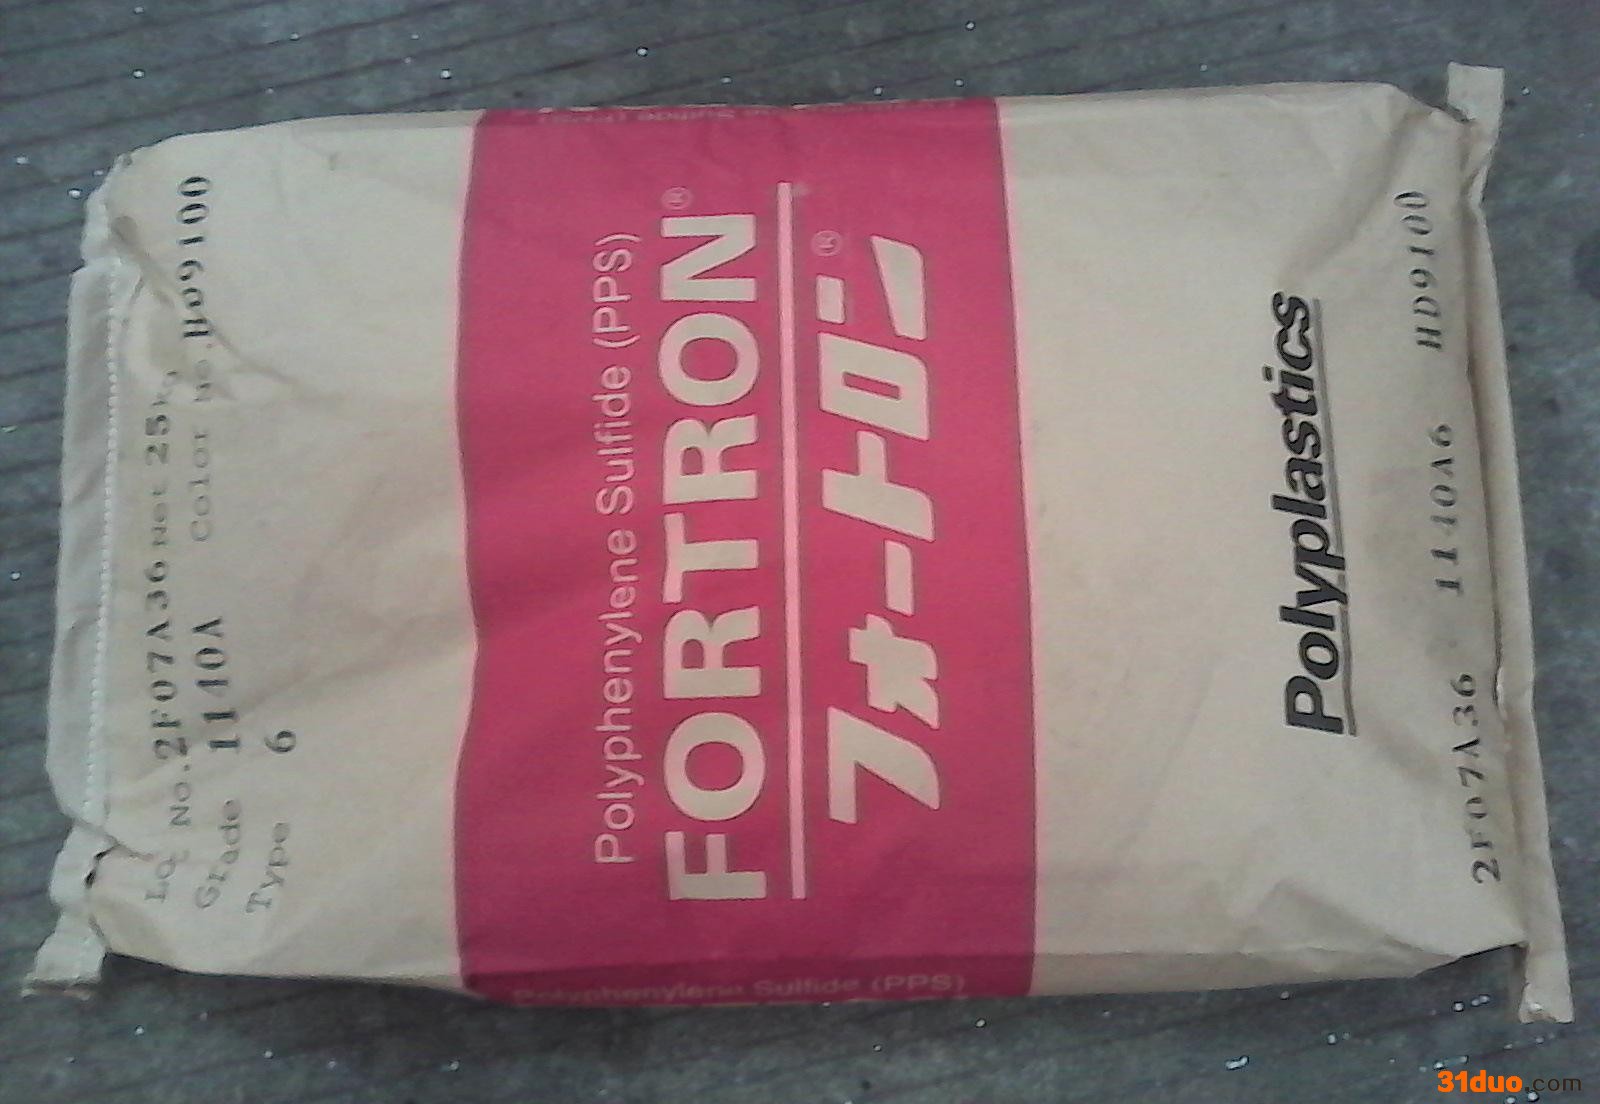 Lot No.2F07A36 Net 25kg
Grade 1140A Color No.HD9100
Type 6
Polyphenylene Sulfide (PPS)
FORTRON®
フォートロン®
Polyplastics
2F07A36 1140A6 HD9100
Polyphenylene Sulfide (PPS)
31duo.com